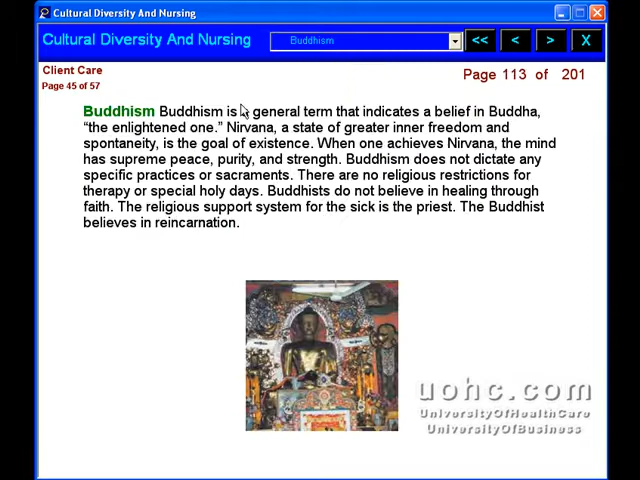 Cultural Diversity And Nursing
Cultural Diversity And Nursing
Buddhism
<< < > X
Client Care
Page 113 of 201
Page 45 of 57
Buddhism Buddhism is a general term that indicates a belief in Buddha,
“the enlightened one.” Nirvana, a state of greater inner freedom and
spontaneity, is the goal of existence. When one achieves Nirvana, the mind
has supreme peace, purity, and strength. Buddhism does not dictate any
specific practices or sacraments. There are no religious restrictions for
therapy or special holy days. Buddhists do not believe in healing through
faith. The religious support system for the sick is the priest. The Buddhist
believes in reincarnation.
uohc.com
UniversityOfHealthCare
UniversityOfBusiness